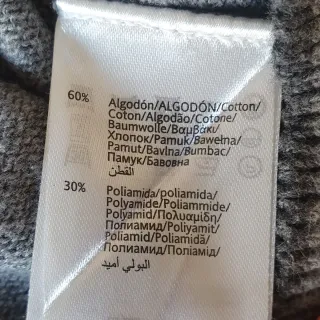 60% Algodón/ALGODÓN/Cotton/
Coton/Algodão/Cotone/
Baumwolle/Βαμβάκι/
Хлопок/Pamuk/Bawełna/
Pamut/Bavlna/Bumbac/
Памук/Бавовна
القطن
30% Poliamida/poliamida/
Polyamide/Poliammide/
Polyamid/Πολυαμίδη/
Полиамид/Poliyamit/
Poliamid/Poliamidă/
Полиамид/Поліамід/
البولي أميد